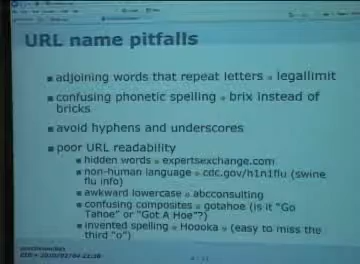 URL name pitfalls
adjoining words that repeat letters » legallimit
confusing phonetic spelling » brix instead of
bricks
avoid hyphens and underscores
poor URL readability
hidden words » expertsexchange.com
non-human language » cdc.gov/h1n1flu (swine
flu info)
awkward lowercase » abcconsulting
confusing composites » gotahoe (is it "Go
Tahoe" or "Got A Hoe"?)
invented spelling » Hoooka » (easy to miss the
third "o")